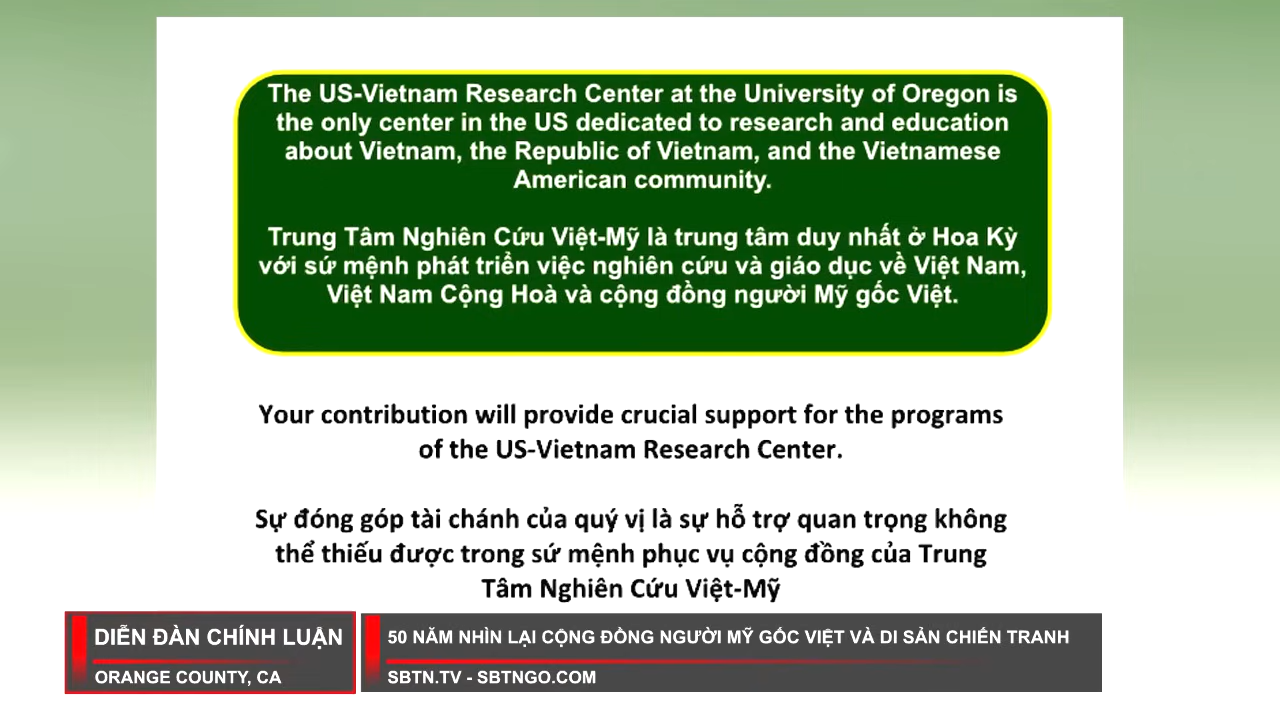 The US-Vietnam Research Center at the University of Oregon is
the only center in the US dedicated to research and education
about Vietnam, the Republic of Vietnam, and the Vietnamese
American community.
Trung Tâm Nghiên Cứu Việt-Mỹ là trung tâm duy nhất ở Hoa Kỳ
với sứ mệnh phát triển việc nghiên cứu và giáo dục về Việt Nam,
Việt Nam Cộng Hoà và cộng đồng người Mỹ gốc Việt.
Your contribution will provide crucial support for the programs
of the US-Vietnam Research Center.
Sự đóng góp tài chánh của quý vị là sự hỗ trợ quan trọng không
thể thiếu được trong sứ mệnh phục vụ cộng đồng của Trung
Tâm Nghiên Cứu Việt-Mỹ
DIỄN ĐÀN CHÍNH LUẬN
ORANGE COUNTY, CA
50 NĂM NHÌN LẠI CỘNG ĐỒNG NGƯỜI MỸ GỐC VIỆT VÀ DI SẢN CHIẾN TRANH
SBTN.TV - SBTNGO.COM